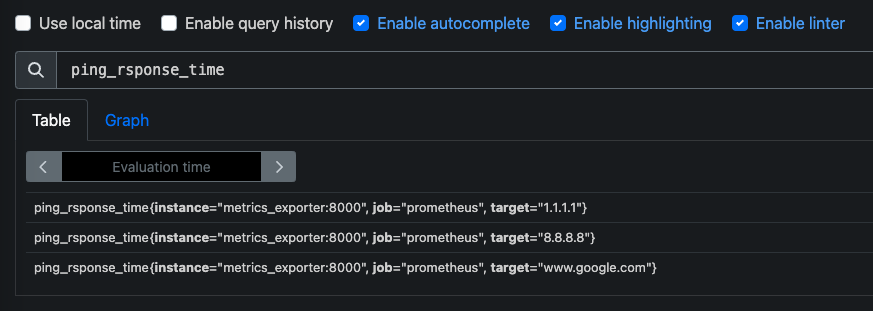 Use local time Enable query history Enable autocomplete Enable highlighting Enable linter
ping_rsponse_time
Table Graph
Evaluation time
ping_rsponse_time{instance="metrics_exporter:8000", job="prometheus", target="1.1.1.1"}
ping_rsponse_time{instance="metrics_exporter:8000", job="prometheus", target="8.8.8.8"}
ping_rsponse_time{instance="metrics_exporter:8000", job="prometheus", target="www.google.com"}